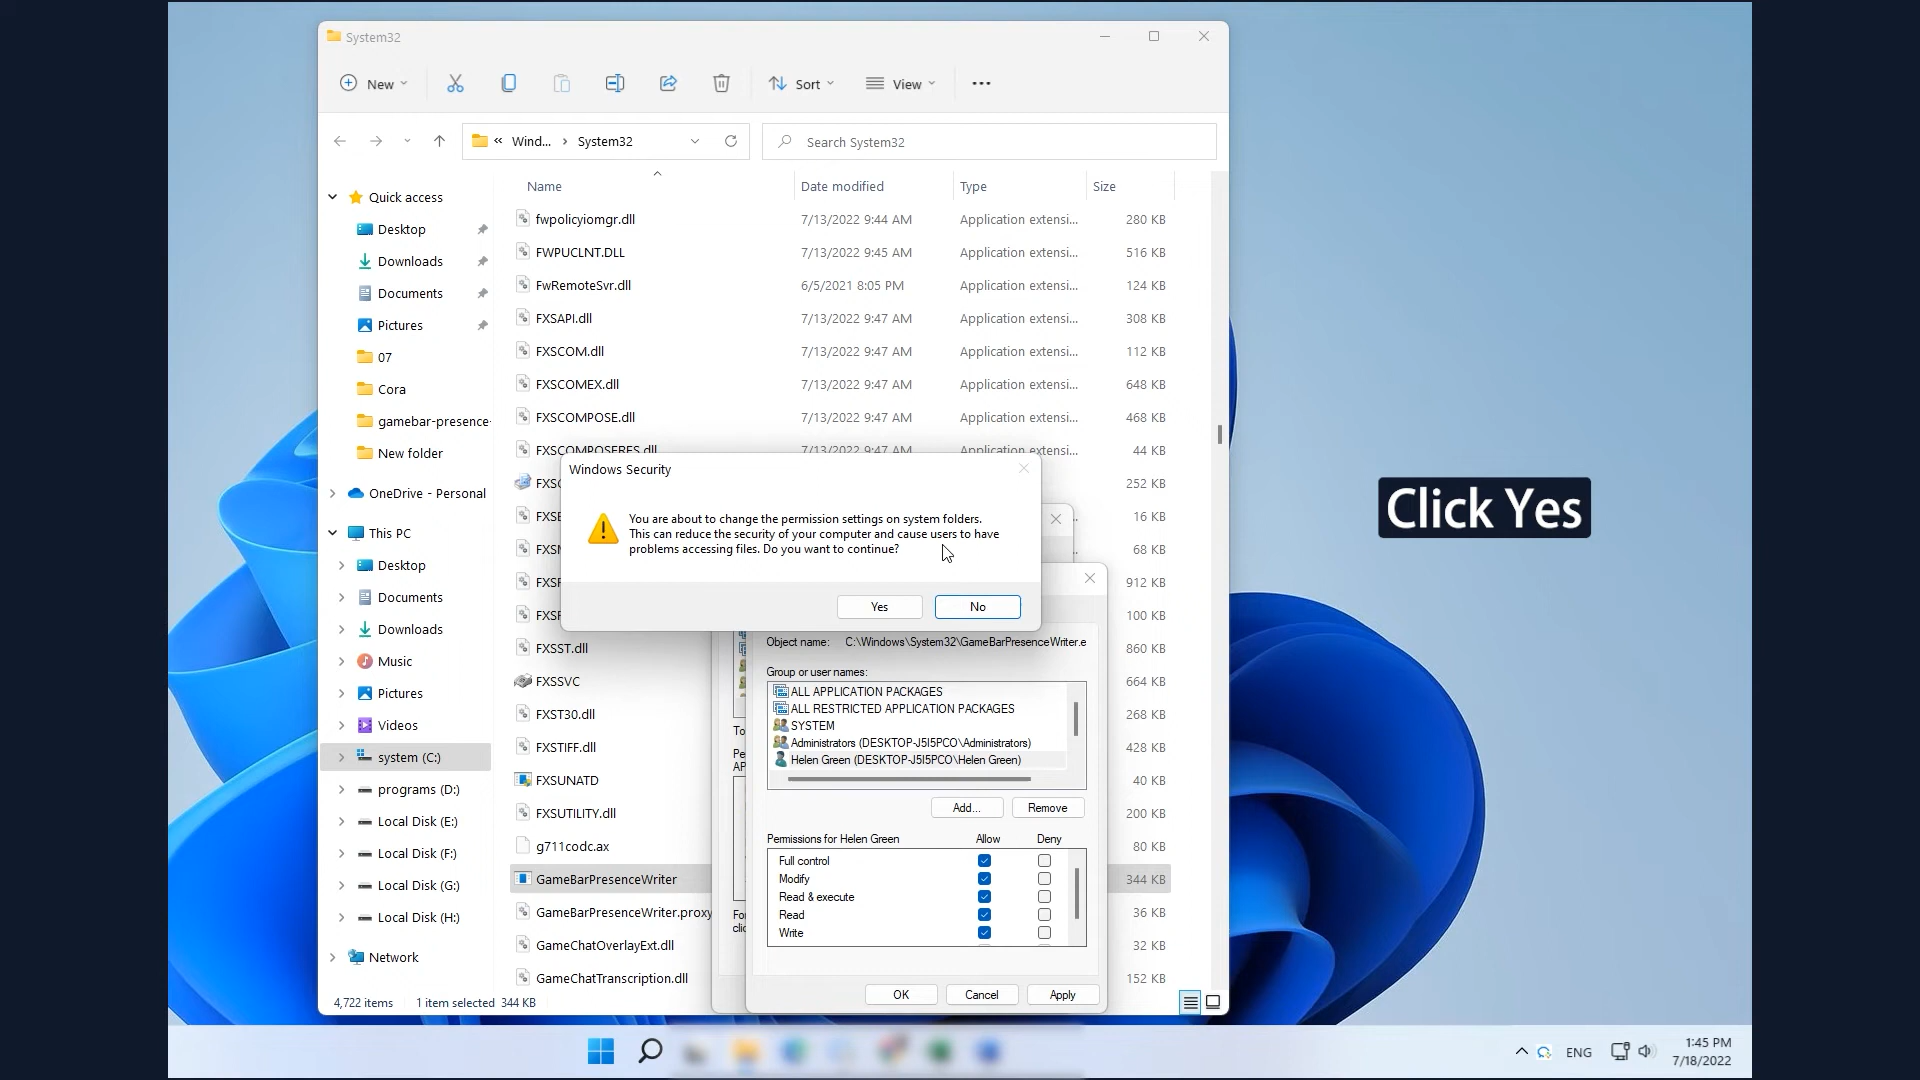 System32
New
Sort
View
« Wind... › System32
Search System32
Name
Date modified
Type
Size
Quick access
Desktop
Downloads
Documents
Pictures
07
Cora
gamebar-presence-
New folder
OneDrive - Personal
This PC
Desktop
Documents
Downloads
Music
Pictures
Videos
system (C:)
programs (D:)
Local Disk (E:)
Local Disk (F:)
Local Disk (G:)
Local Disk (H:)
Network
fwpolicyiomgr.dll 7/13/2022 9:44 AM Application extensi... 280 KB
FWPUCLNT.DLL 7/13/2022 9:45 AM Application extensi... 516 KB
FwRemoteSvr.dll 6/5/2021 8:05 PM Application extensi... 124 KB
FXSAPI.dll 7/13/2022 9:47 AM Application extensi... 308 KB
FXSCOM.dll 7/13/2022 9:47 AM Application extensi... 112 KB
FXSCOMEX.dll 7/13/2022 9:47 AM Application extensi... 648 KB
FXSCOMPOSE.dll 7/13/2022 9:47 AM Application extensi... 468 KB
FXSCOMPOSERES.dll 7/13/2022 9:47 AM Application extensi... 44 KB
252 KB
16 KB
68 KB
912 KB
100 KB
FXSST.dll 860 KB
FXSSVC 664 KB
FXST30.dll 268 KB
FXSTIFF.dll 428 KB
FXSUNATD 40 KB
FXSUTILITY.dll 200 KB
g711codc.ax 80 KB
GameBarPresenceWriter 344 KB
GameBarPresenceWriter.proxy 36 KB
GameChatOverlayExt.dll 32 KB
GameChatTranscription.dll 152 KB
4,722 items 1 item selected 344 KB
Windows Security
You are about to change the permission settings on system folders.
This can reduce the security of your computer and cause users to have
problems accessing files. Do you want to continue?
Yes
No
Object name: C:\Windows\System32\GameBarPresenceWriter.e
Group or user names:
ALL APPLICATION PACKAGES
ALL RESTRICTED APPLICATION PACKAGES
SYSTEM
Administrators (DESKTOP-J5I5PCO\Administrators)
Helen Green (DESKTOP-J5I5PCO\Helen Green)
Add...
Remove
Permissions for Helen Green Allow Deny
Full control
Modify
Read & execute
Read
Write
OK
Cancel
Apply
Click Yes
ENG
1:45 PM
7/18/2022